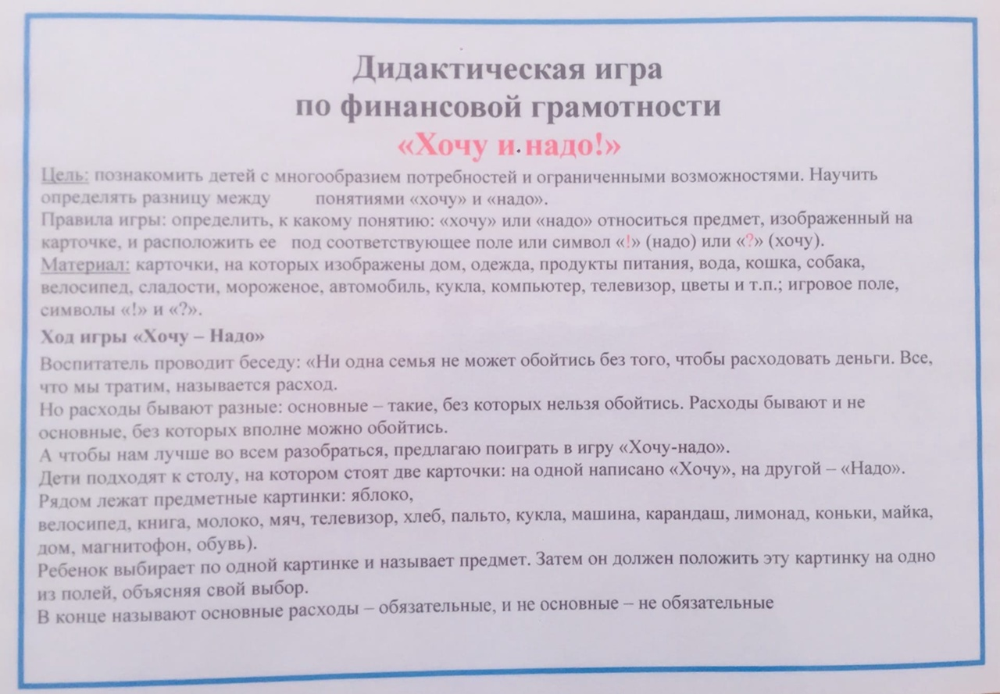 Дидактическая игра
по финансовой грамотности
«Хочу и надо!»
Цель: познакомить детей с многообразием потребностей и ограниченными возможностями. Научить
определять разницу между понятиями «хочу» и «надо».
Правила игры: определить, к какому понятию: «хочу» или «надо» относиться предмет, изображенный на
карточке, и расположить ее под соответствующее поле или символ «!» (надо) или «?» (хочу).
Материал: карточки, на которых изображены дом, одежда, продукты питания, вода, кошка, собака,
велосипед, сладости, мороженое, автомобиль, кукла, компьютер, телевизор, цветы и т.п.; игровое поле,
символы «!» и «?».
Ход игры «Хочу – Надо»
Воспитатель проводит беседу: «Ни одна семья не может обойтись без того, чтобы расходовать деньги. Все,
что мы тратим, называется расход.
Но расходы бывают разные: основные – такие, без которых нельзя обойтись. Расходы бывают и не
основные, без которых вполне можно обойтись.
А чтобы нам лучше во всем разобраться, предлагаю поиграть в игру «Хочу-надо».
Дети подходят к столу, на котором стоят две карточки: на одной написано «Хочу», на другой – «Надо».
Рядом лежат предметные картинки: яблоко,
велосипед, книга, молоко, мяч, телевизор, хлеб, пальто, кукла, машина, карандаш, лимонад, коньки, майка,
дом, магнитофон, обувь).
Ребенок выбирает по одной картинке и называет предмет. Затем он должен положить эту картинку на одно
из полей, объясняя свой выбор.
В конце называют основные расходы – обязательные, и не основные – не обязательные